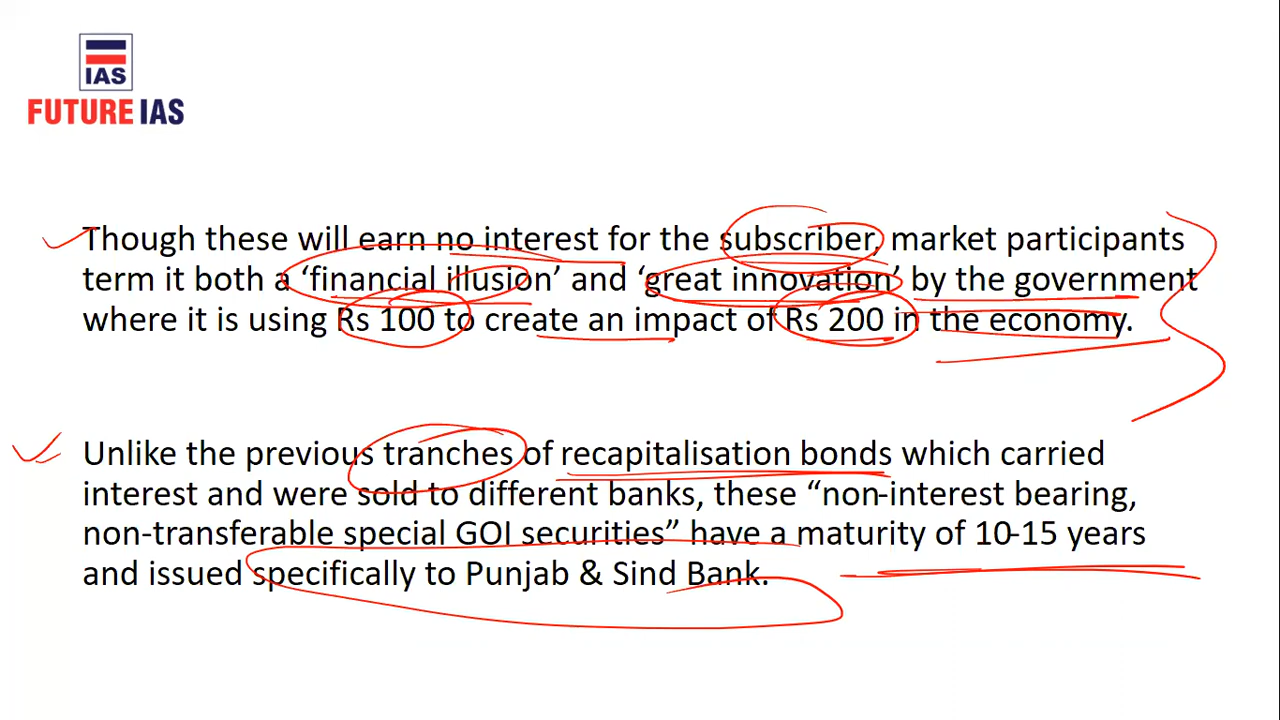 IAS
FUTURE IAS
Though these will earn no interest for the subscriber, market participants
term it both a ‘financial illusion’ and ‘great innovation’ by the government
where it is using Rs 100 to create an impact of Rs 200 in the economy.
Unlike the previous tranches of recapitalisation bonds which carried
interest and were sold to different banks, these “non-interest bearing,
non-transferable special GOI securities” have a maturity of 10-15 years
and issued specifically to Punjab & Sind Bank.